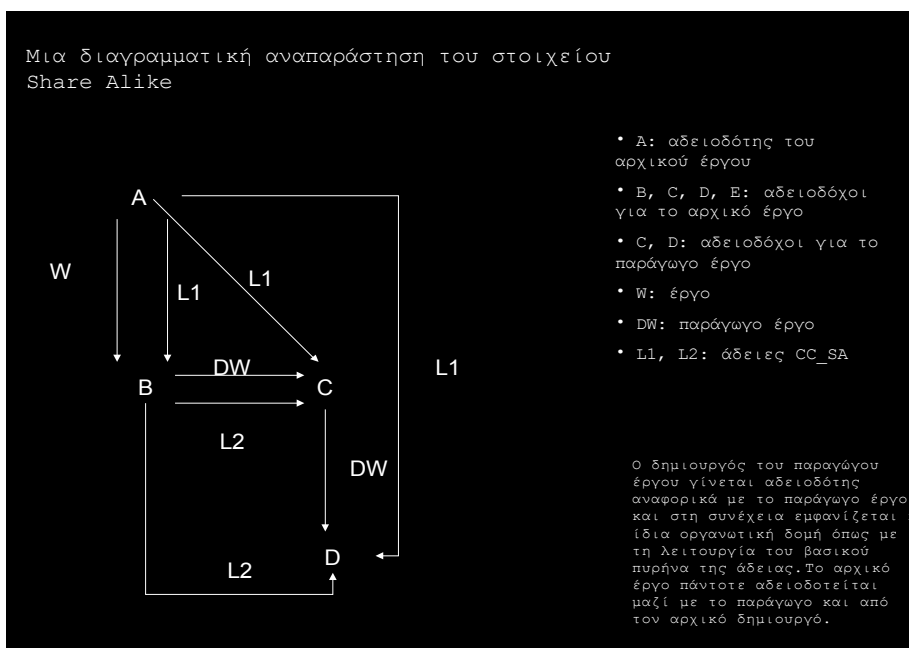 Μια διαγραμματική αναπαράσταση του στοιχείου
Share Alike
• A: αδειοδότης του
αρχικού έργου
• B, C, D, E: αδειοδόχοι
για το αρχικό έργο
• C, D: αδειοδόχοι για το
παράγωγο έργο
• W: έργο
• DW: παράγωγο έργο
• L1, L2: άδειες CC_SA
A
W
L1
L1
L1
DW
B
C
L2
DW
D
L2
Ο δημιουργός του παραγώγου
έργου γίνεται αδειοδότης
αναφορικά με το παράγωγο έργο
και στη συνέχεια εμφανίζεται
ίδια οργανωτική δομή όπως με
τη λειτουργία του βασικού
πυρήνα της άδειας.Το αρχικό
έργο πάντοτε αδειοδοτείται
μαζί με το παράγωγο και από
τον αρχικό δημιουργό.